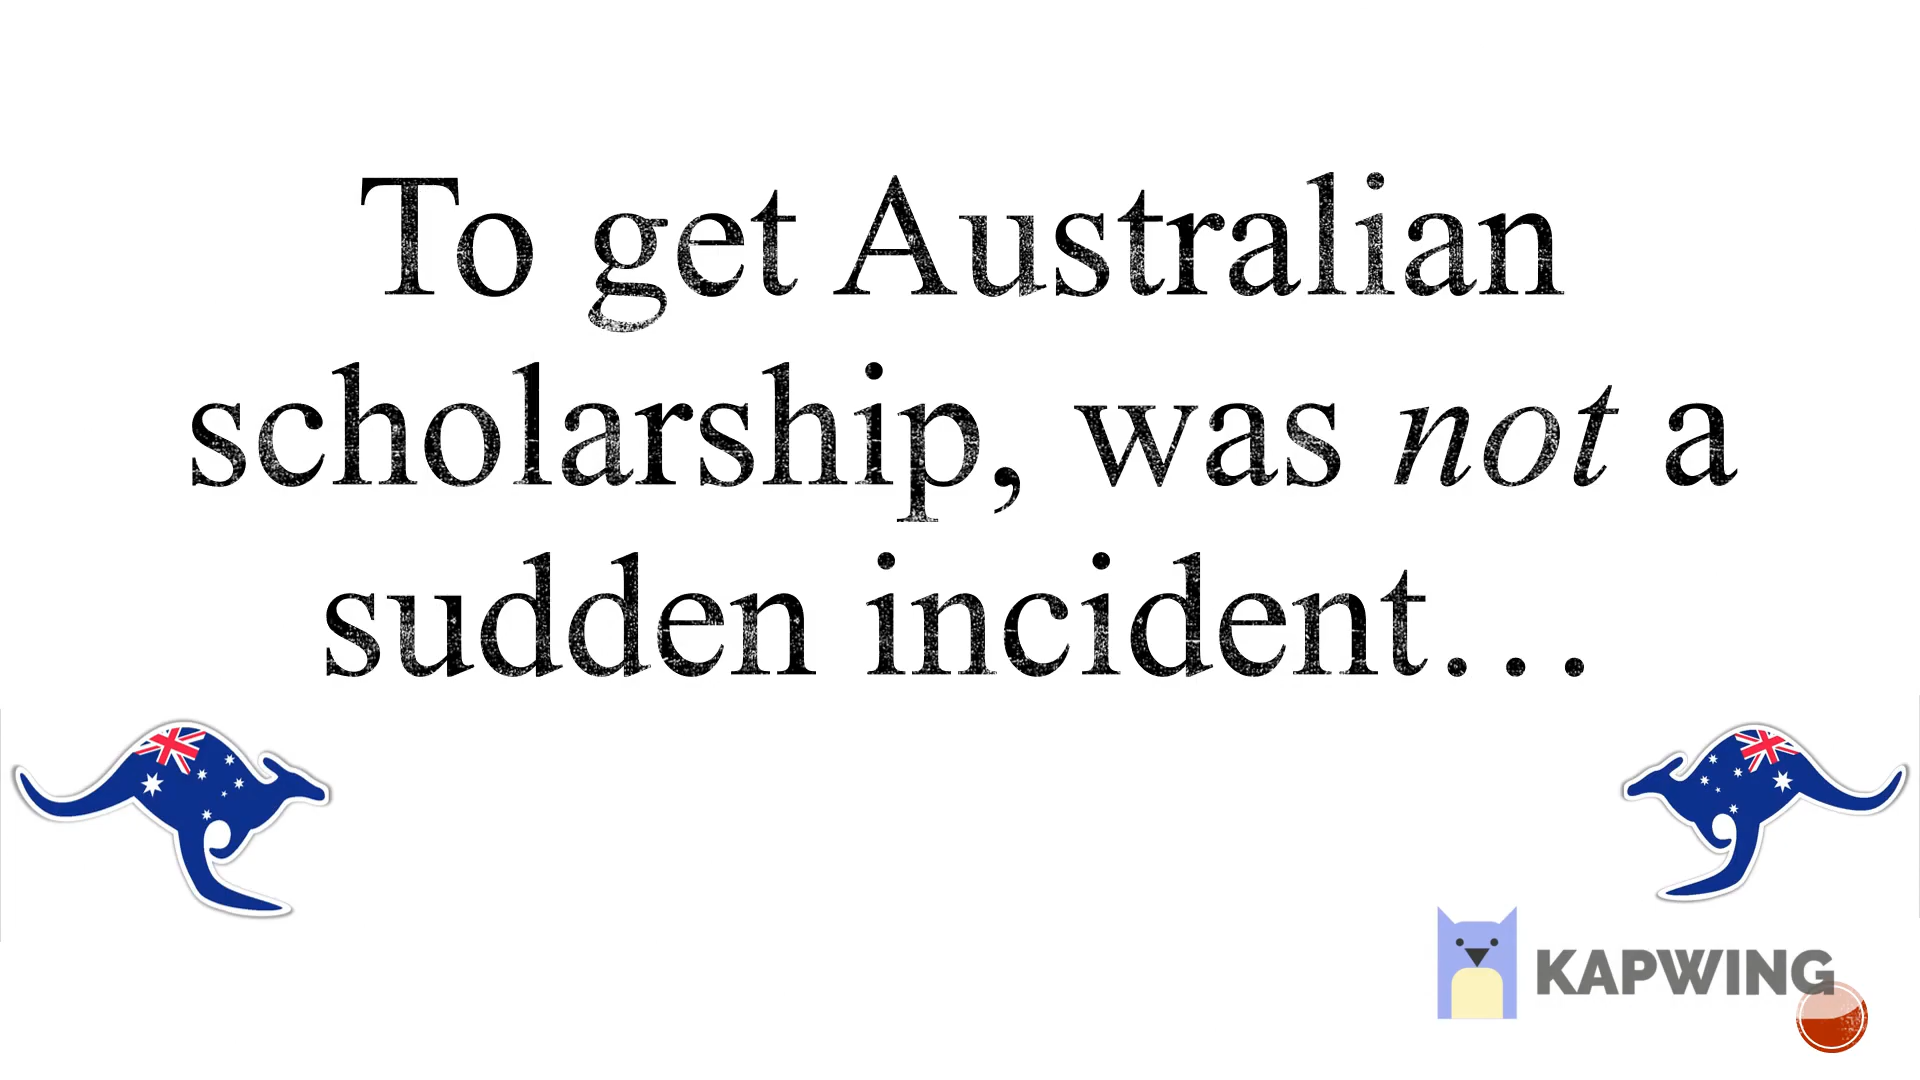 To get Australian
scholarship, was not a
sudden incident…
KAPWING